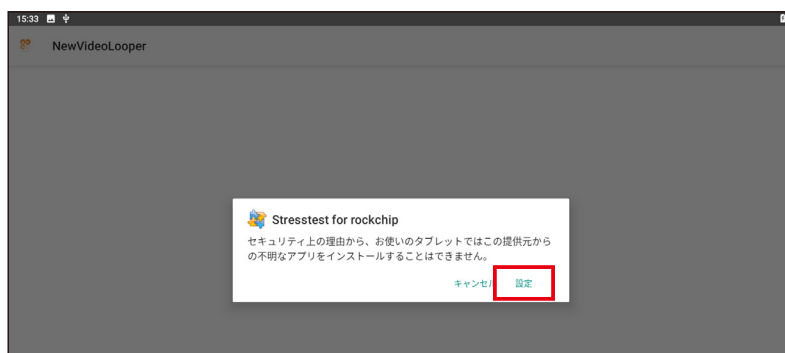 15:33
NewVideoLooper
Stresstest for rockchip
セキュリティ上の理由から、お使いのタブレットではこの提供元から
の不明なアプリをインストールすることはできません。
キャンセル 設定